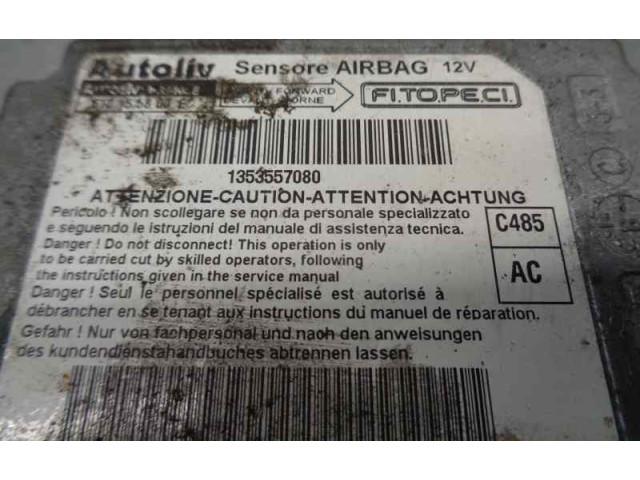 Autoliv Sensore AIRBAG 12V
FORWARD
FI.TO.PE.CI.
1353557080
ATTENZIONE-CAUTION-ATTENTION-ACHTUNG
Pericolo ! Non scollegare se non da personale specializzato
e seguendo le istruzioni del manuale di assistenza tecnica.
C485
Danger ! Do not disconnect! This operation is only
to be carried cut by skilled operators, following
the instructions given in the service manual
AC
Danger ! Seul le personnel spécialisé est autorisé à
débrancher en se tenant aux instructions du manuel de réparation.
Gefahr ! Nur von fachpersonal und nach den anweisungen
des kundendienstahandbuches abtrennen lassen.